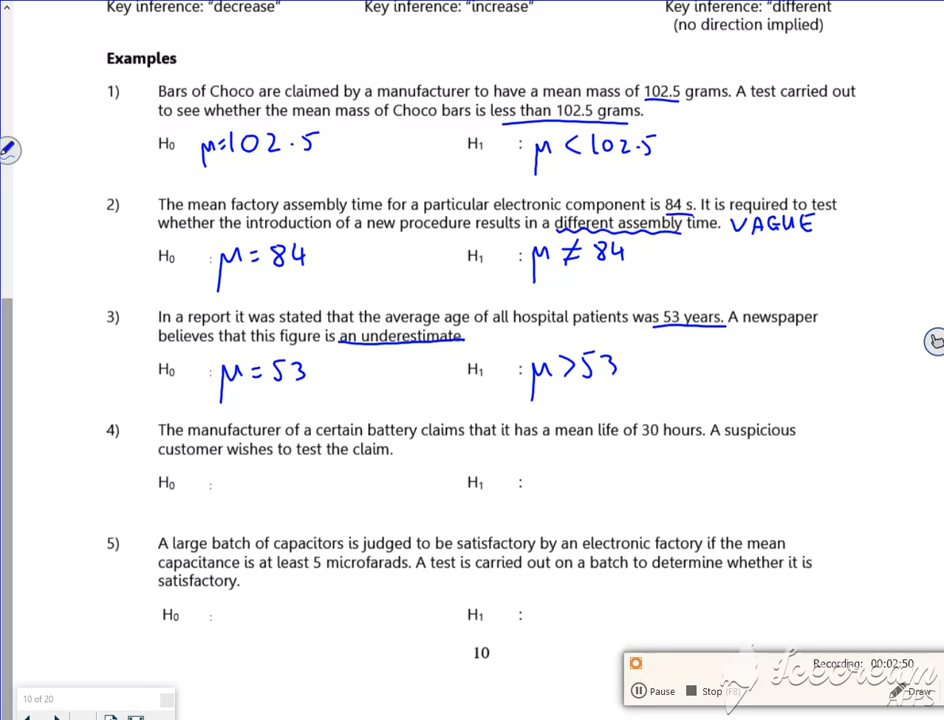 Key inference: "decrease" Key inference: "increase" Key inference: "different
(no direction implied)
Examples
1) Bars of Choco are claimed by a manufacturer to have a mean mass of 102.5 grams. A test carried out
to see whether the mean mass of Choco bars is less than 102.5 grams.
H₀ μ=102.5 H₁ : μ < 102.5
2) The mean factory assembly time for a particular electronic component is 84 s. It is required to test
whether the introduction of a new procedure results in a different assembly time. VAGUE
H₀ : μ = 84 H₁ : μ ≠ 84
3) In a report it was stated that the average age of all hospital patients was 53 years. A newspaper
believes that this figure is an underestimate.
H₀ : μ = 53 H₁ : μ > 53
4) The manufacturer of a certain battery claims that it has a mean life of 30 hours. A suspicious
customer wishes to test the claim.
H₀ : H₁ :
5) A large batch of capacitors is judged to be satisfactory by an electronic factory if the mean
capacitance is at least 5 microfarads. A test is carried out on a batch to determine whether it is
satisfactory.
H₀ : H₁ :
10
Recording: 00:02:50
Pause Stop (F8) Draw
Icecream
APPS
10 of 20